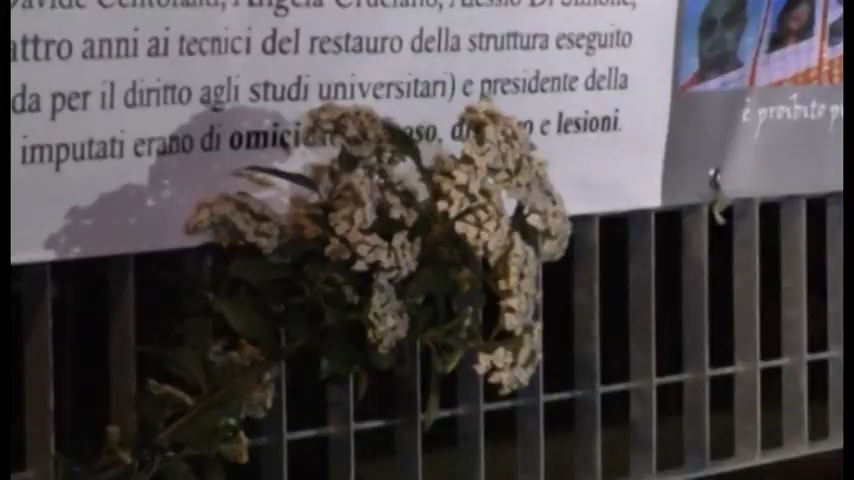 Davide Centofanti, Angela Cruciano, Alessio Di Simone,
attro anni ai tecnici del restauro della struttura eseguito
da per il diritto agli studi universitari) e presidente della
imputati erano di e lesioni.
è proibito